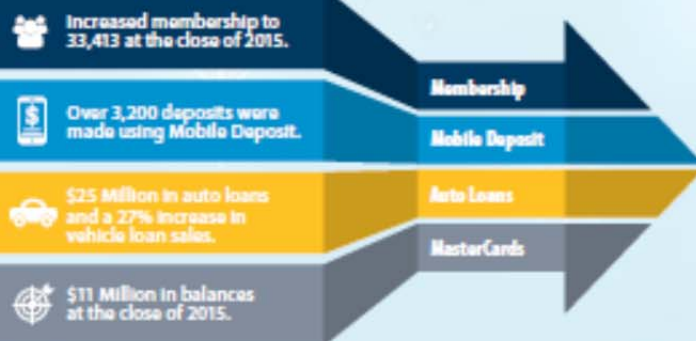 Increased membership to
33,413 at the close of 2015.
Membership
Over 3,200 deposits were
made using Mobile Deposit.
Mobile Deposit
$25 Million in auto loans
and a 27% increase in
vehicle loan sales.
Auto Loans
$11 Million in balances
at the close of 2015.
MasterCards